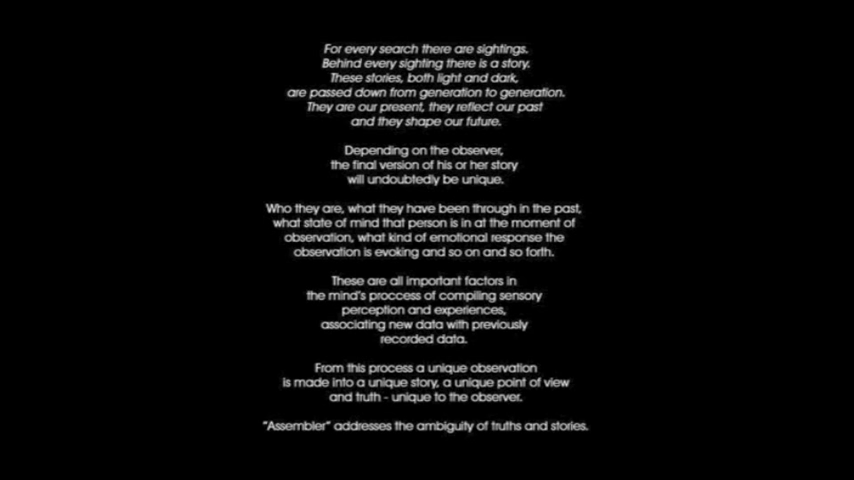 For every search there are sightings.
Behind every sighting there is a story.
These stories, both light and dark,
are passed down from generation to generation.
They are our present, they reflect our past
and they shape our future.
Depending on the observer,
the final version of his or her story
will undoubtedly be unique.
Who they are, what they have been through in the past,
what state of mind that person is in at the moment of
observation, what kind of emotional response the
observation is evoking and so on and so forth.
These are all important factors in
the mind's proccess of compiling sensory
perception and experiences,
associating new data with previously
recorded data.
From this process a unique observation
is made into a unique story, a unique point of view
and truth - unique to the observer.
"Assembler" addresses the ambiguity of truths and stories.